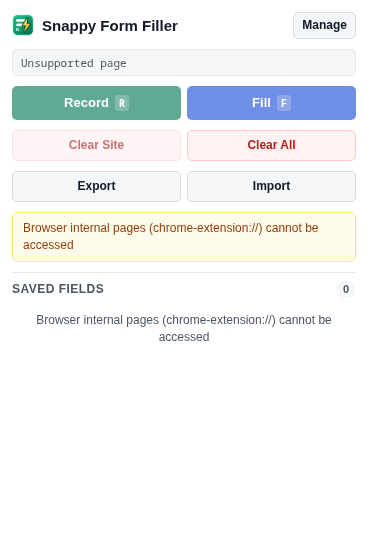 Snappy Form Filler
Manage
Unsupported page
Record R
Fill F
Clear Site
Clear All
Export
Import
Browser internal pages (chrome-extension://) cannot be
accessed
SAVED FIELDS
0
Browser internal pages (chrome-extension://) cannot be
accessed